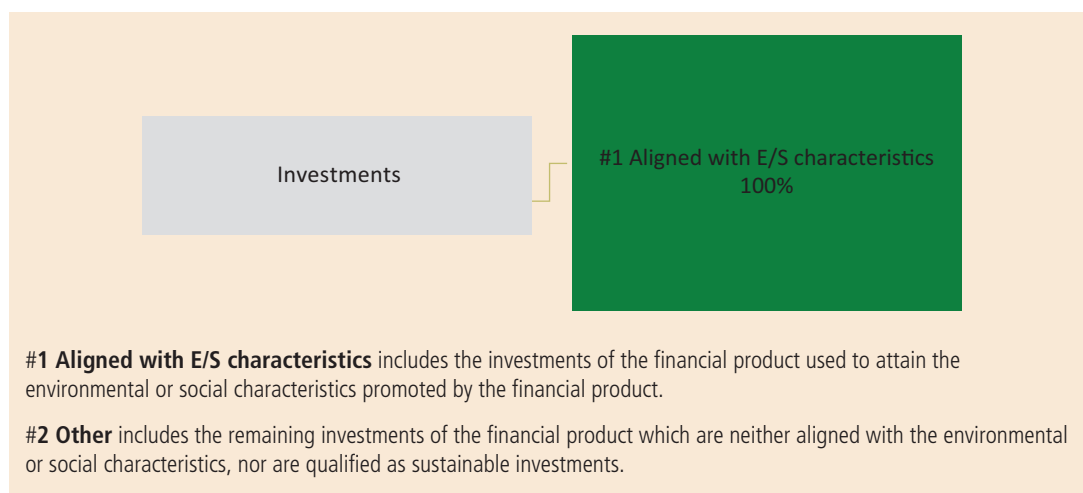 Investments
#1 Aligned with E/S characteristics
100%
#1 Aligned with E/S characteristics includes the investments of the financial product used to attain the
environmental or social characteristics promoted by the financial product.
#2 Other includes the remaining investments of the financial product which are neither aligned with the environmental
or social characteristics, nor are qualified as sustainable investments.